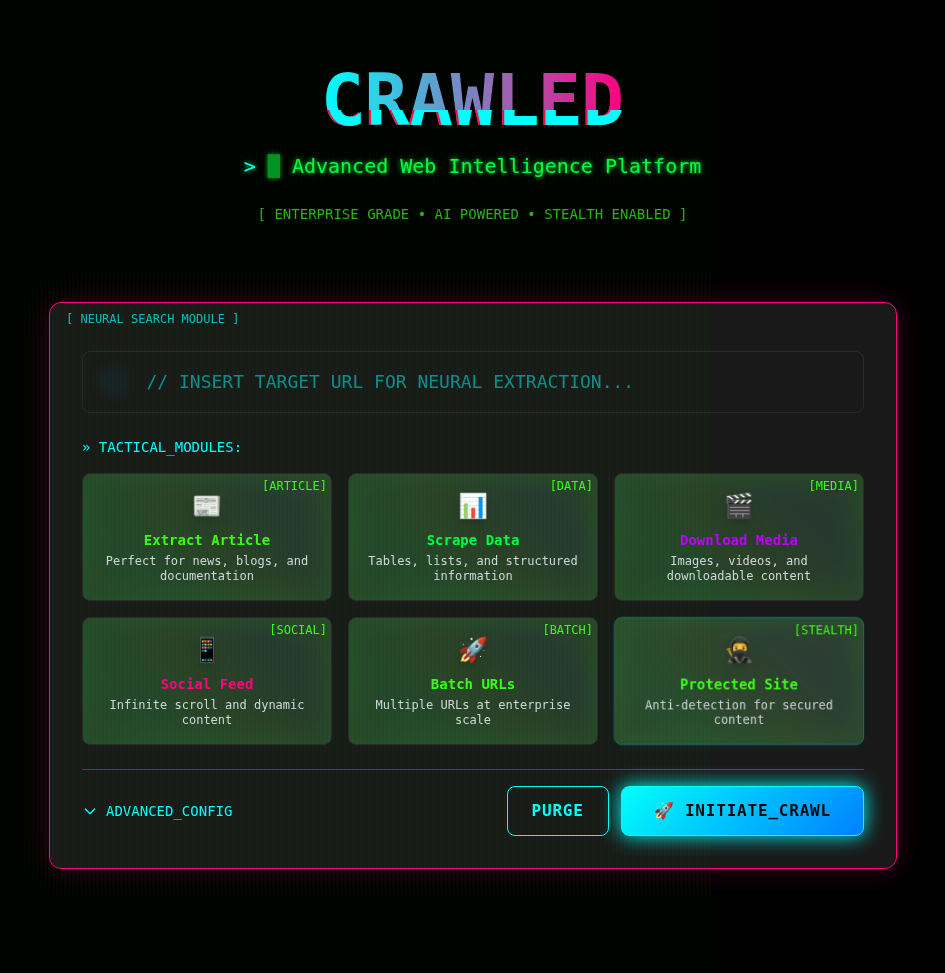 CRAWLED
> Advanced Web Intelligence Platform
[ ENTERPRISE GRADE • AI POWERED • STEALTH ENABLED ]
[ NEURAL SEARCH MODULE ]
// INSERT TARGET URL FOR NEURAL EXTRACTION...
» TACTICAL_MODULES:
[ARTICLE]
Extract Article
Perfect for news, blogs, and
documentation
[DATA]
Scrape Data
Tables, lists, and structured
information
[MEDIA]
Download Media
Images, videos, and
downloadable content
[SOCIAL]
Social Feed
Infinite scroll and dynamic
content
[BATCH]
Batch URLs
Multiple URLs at enterprise
scale
[STEALTH]
Protected Site
Anti-detection for secured
content
ADVANCED_CONFIG
PURGE
🚀 INITIATE_CRAWL